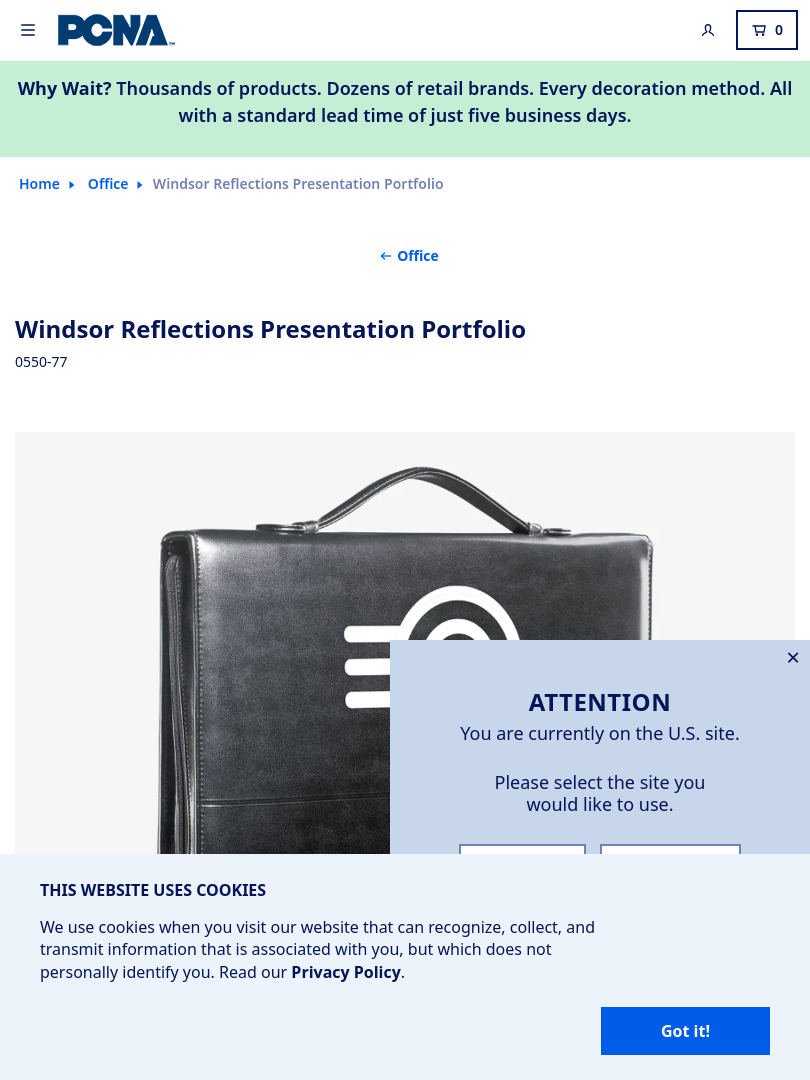 PCNA™
0
Why Wait? Thousands of products. Dozens of retail brands. Every decoration method. All
with a standard lead time of just five business days.
Home Office Windsor Reflections Presentation Portfolio
Office
Windsor Reflections Presentation Portfolio
0550-77
ATTENTION
You are currently on the U.S. site.
Please select the site you
would like to use.
THIS WEBSITE USES COOKIES
We use cookies when you visit our website that can recognize, collect, and
transmit information that is associated with you, but which does not
personally identify you. Read our Privacy Policy.
Got it!